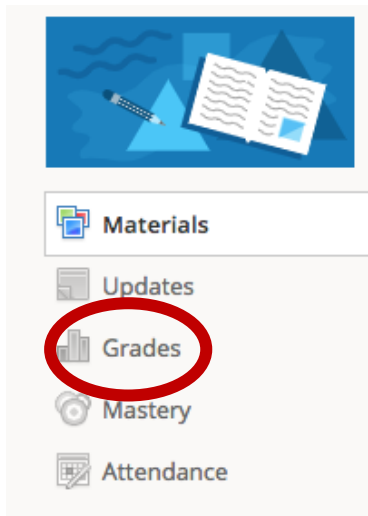 Materials
Updates
Grades
Mastery
Attendance